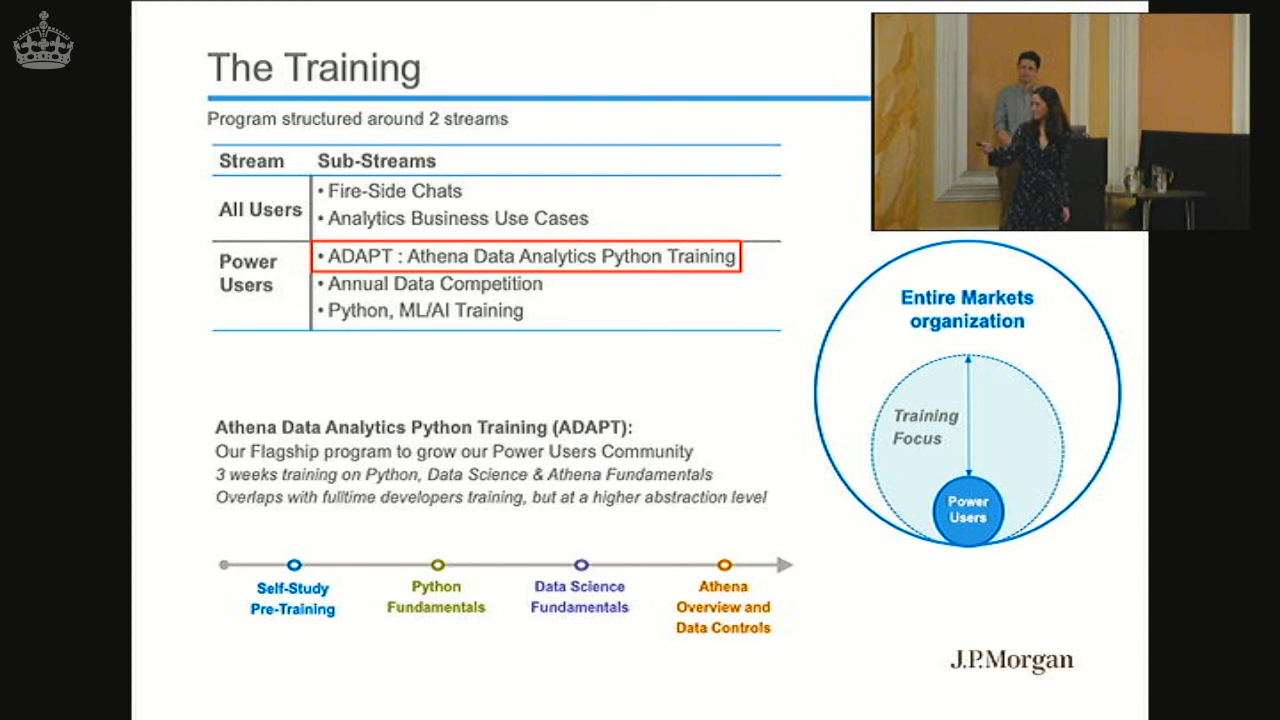 The Training
Program structured around 2 streams
Stream Sub-Streams
All Users
• Fire-Side Chats
• Analytics Business Use Cases
Power
Users
• ADAPT : Athena Data Analytics Python Training
• Annual Data Competition
• Python, ML/AI Training
Entire Markets
organization
Training
Focus
Power
Users
Athena Data Analytics Python Training (ADAPT):
Our Flagship program to grow our Power Users Community
3 weeks training on Python, Data Science & Athena Fundamentals
Overlaps with fulltime developers training, but at a higher abstraction level
Self-Study
Pre-Training
Python
Fundamentals
Data Science
Fundamentals
Athena
Overview and
Data Controls
J.P.Morgan